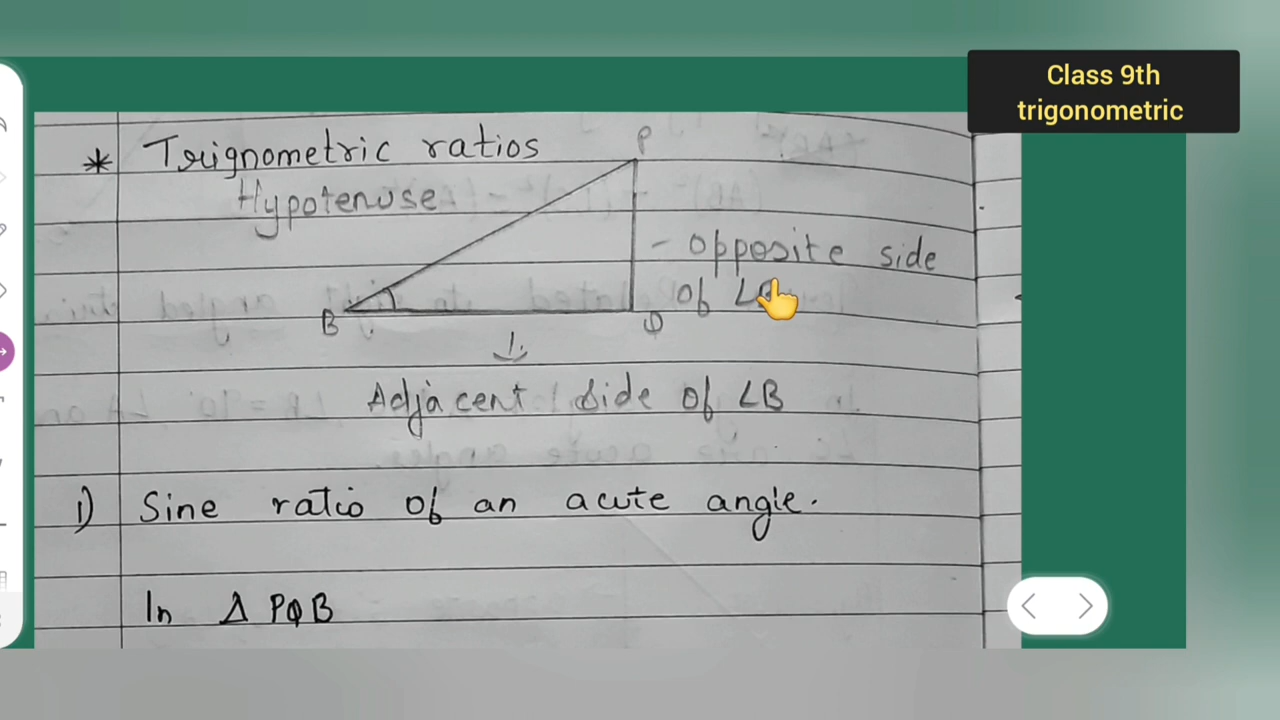 Class 9th
trigonometric
* Trignometric ratios
P
Hypotenuse
- opposite side
of ∠
B
Q
Adjacent side of ∠B
1) Sine ratio of an acute angle.
In Δ PQB